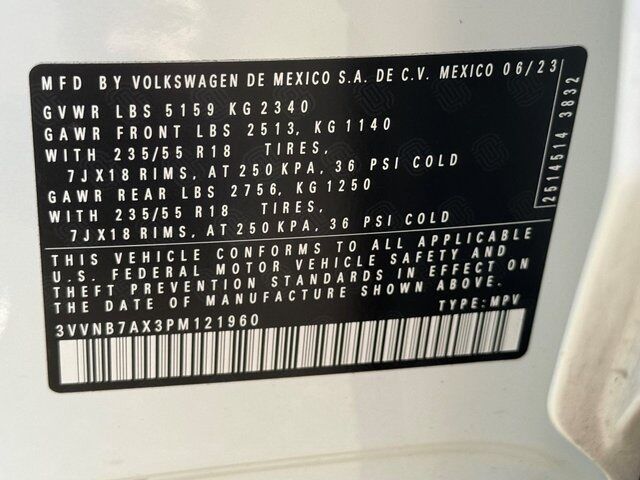 MFD BY VOLKSWAGEN DE MEXICO S.A. DE C.V. MEXICO 06/23
GVWR LBS 5159 KG 2340
GAWR FRONT LBS 2513, KG 1140
WITH 235/55 R18 TIRES,
7JX18 RIMS, AT 250 KPA, 36 PSI COLD
GAWR REAR LBS 2756, KG 1250
WITH 235/55 R18 TIRES,
7JX18 RIMS, AT 250 KPA, 36 PSI COLD
THIS VEHICLE CONFORMS TO ALL APPLICABLE
U.S. FEDERAL MOTOR VEHICLE SAFETY AND
THEFT PREVENTION STANDARDS IN EFFECT ON
THE DATE OF MANUFACTURE SHOWN ABOVE.
3VVNB7AX3PM121960 TYPE: MPV
2514514 3832